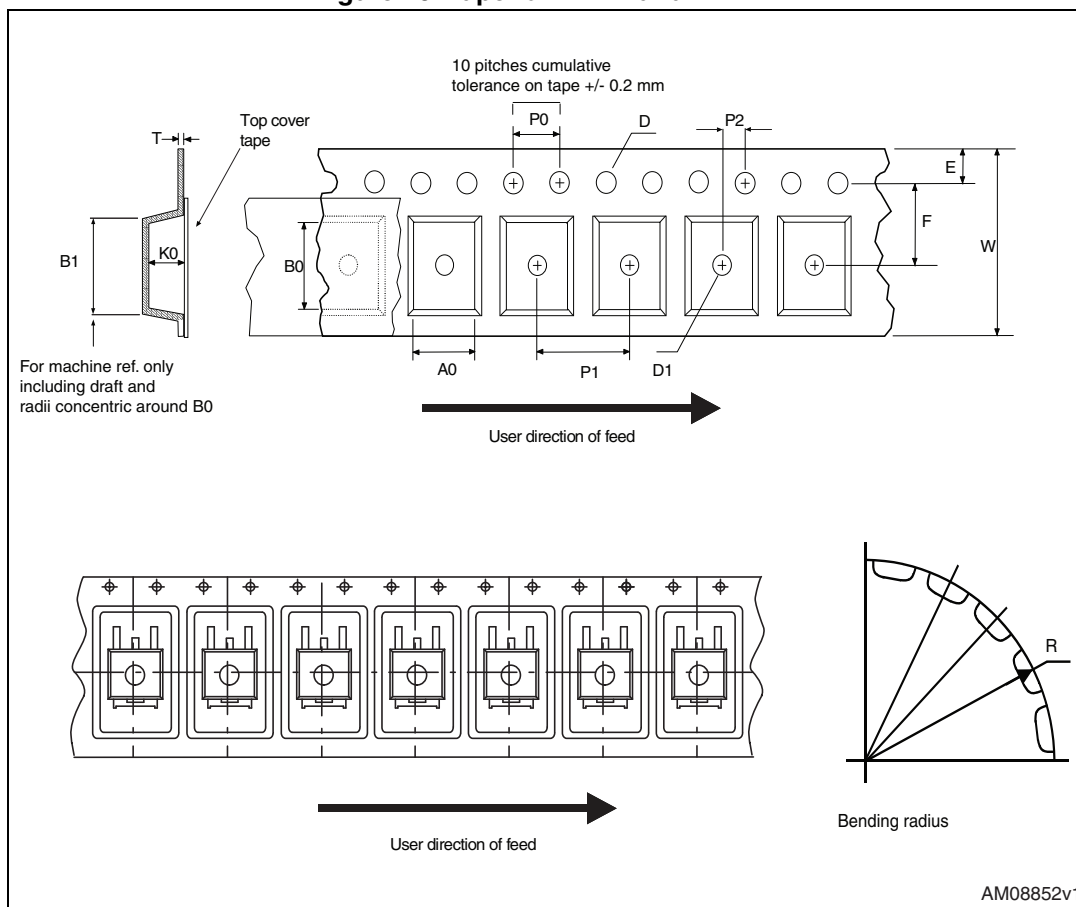 10 pitches cumulative
tolerance on tape +/- 0.2 mm
P0
D
P2
T
Top cover
tape
E
F
W
B1
K0
B0
For machine ref. only
including draft and
radii concentric around B0
A0
P1
D1
User direction of feed
R
Bending radius
User direction of feed
AM08852v1